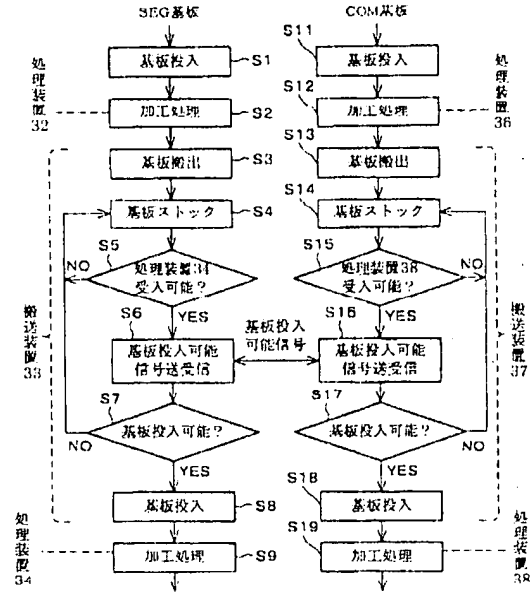 SEG基板
COM基板
基板投入
S1
S11
基板投入
処理装置32
加工処理
S2
S12
加工処理
処理装置36
基板搬出
S3
S13
基板搬出
基板ストック
S4
S14
基板ストック
S5
処理装置34
受入可能?
NO
YES
S15
処理装置38
受入可能?
NO
YES
搬送装置33
S6
基板投入可能
信号送受信
基板投入
可能信号
S16
基板投入可能
信号送受信
搬送装置37
S7
基板投入可能?
NO
YES
S17
基板投入可能?
NO
YES
基板投入
S8
S18
基板投入
処理装置34
加工処理
S9
S19
加工処理
処理装置38